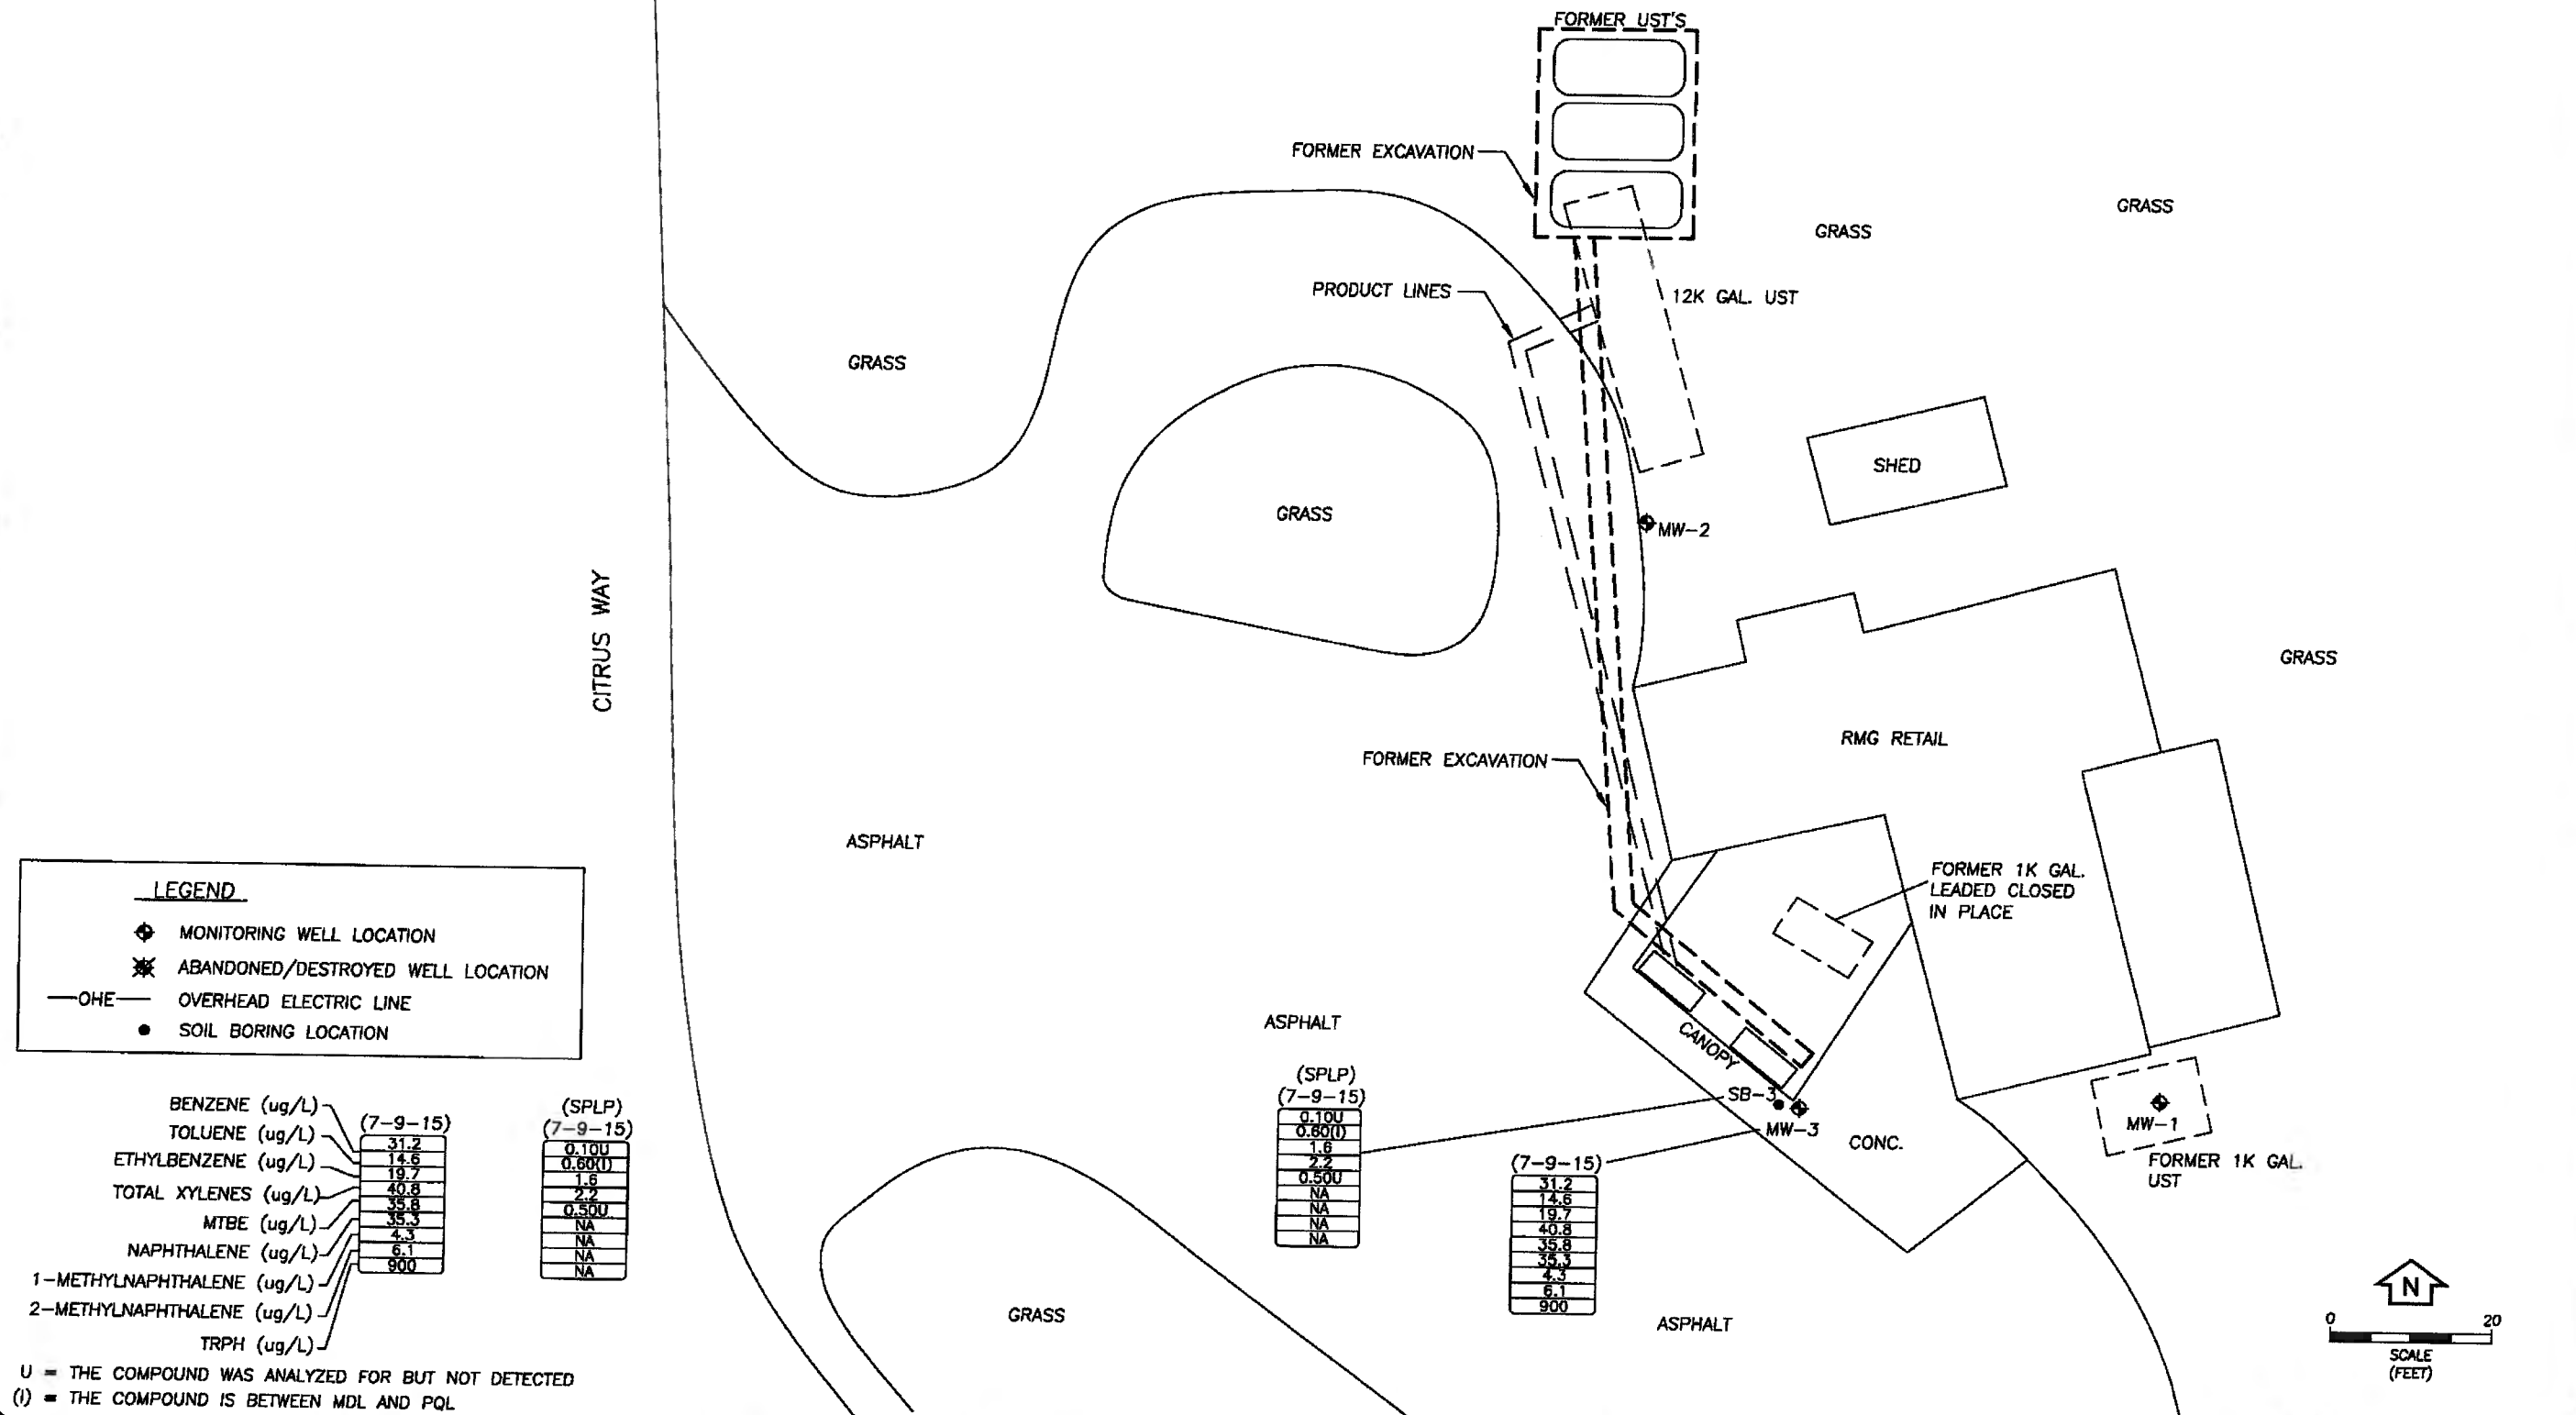 FORMER UST'S
FORMER EXCAVATION
GRASS
GRASS
PRODUCT LINES
12K GAL. UST
GRASS
SHED
GRASS
MW-2
CITRUS WAY
GRASS
RMG RETAIL
FORMER EXCAVATION
ASPHALT
FORMER 1K GAL.
LEADED CLOSED
IN PLACE
LEGEND
MONITORING WELL LOCATION
ABANDONED/DESTROYED WELL LOCATION
OHE OVERHEAD ELECTRIC LINE
SOIL BORING LOCATION
ASPHALT
CANOPY
SB-3
MW-3
CONC.
MW-1
FORMER 1K GAL.
UST
BENZENE (ug/L)
TOLUENE (ug/L)
ETHYLBENZENE (ug/L)
TOTAL XYLENES (ug/L)
MTBE (ug/L)
NAPHTHALENE (ug/L)
1-METHYLNAPHTHALENE (ug/L)
2-METHYLNAPHTHALENE (ug/L)
TRPH (ug/L)
(7-9-15)
31.2
14.6
19.7
40.8
35.8
35.3
4.3
6.1
900
(SPLP)
(7-9-15)
0.10U
0.60(I)
1.6
2.2
0.50U
NA
NA
NA
NA
(SPLP)
(7-9-15)
0.10U
0.60(I)
1.6
2.2
0.50U
NA
NA
NA
NA
(7-9-15)
31.2
14.6
19.7
40.8
35.8
35.3
4.3
6.1
900
GRASS
ASPHALT
N
0 20
SCALE
(FEET)
U = THE COMPOUND WAS ANALYZED FOR BUT NOT DETECTED
(I) = THE COMPOUND IS BETWEEN MDL AND PQL